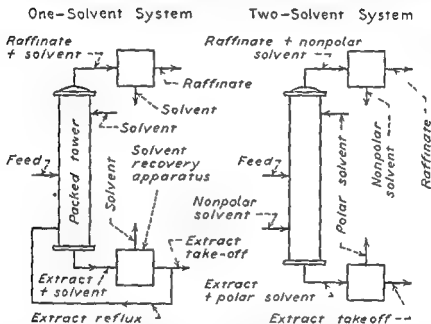 One-Solvent System
Raffinate
+ solvent
Raffinate
Solvent
Solvent
Packed tower
Feed
Solvent
Solvent
recovery
apparatus
Extract
take-off
Extract
+ solvent
Extract reflux
Two-Solvent System
Raffinate + nonpolar
solvent
Feed
Nonpolar
solvent
Polar solvent
Nonpolar
solvent
Raffinate
Extract
+ polar solvent
Extract takeoff